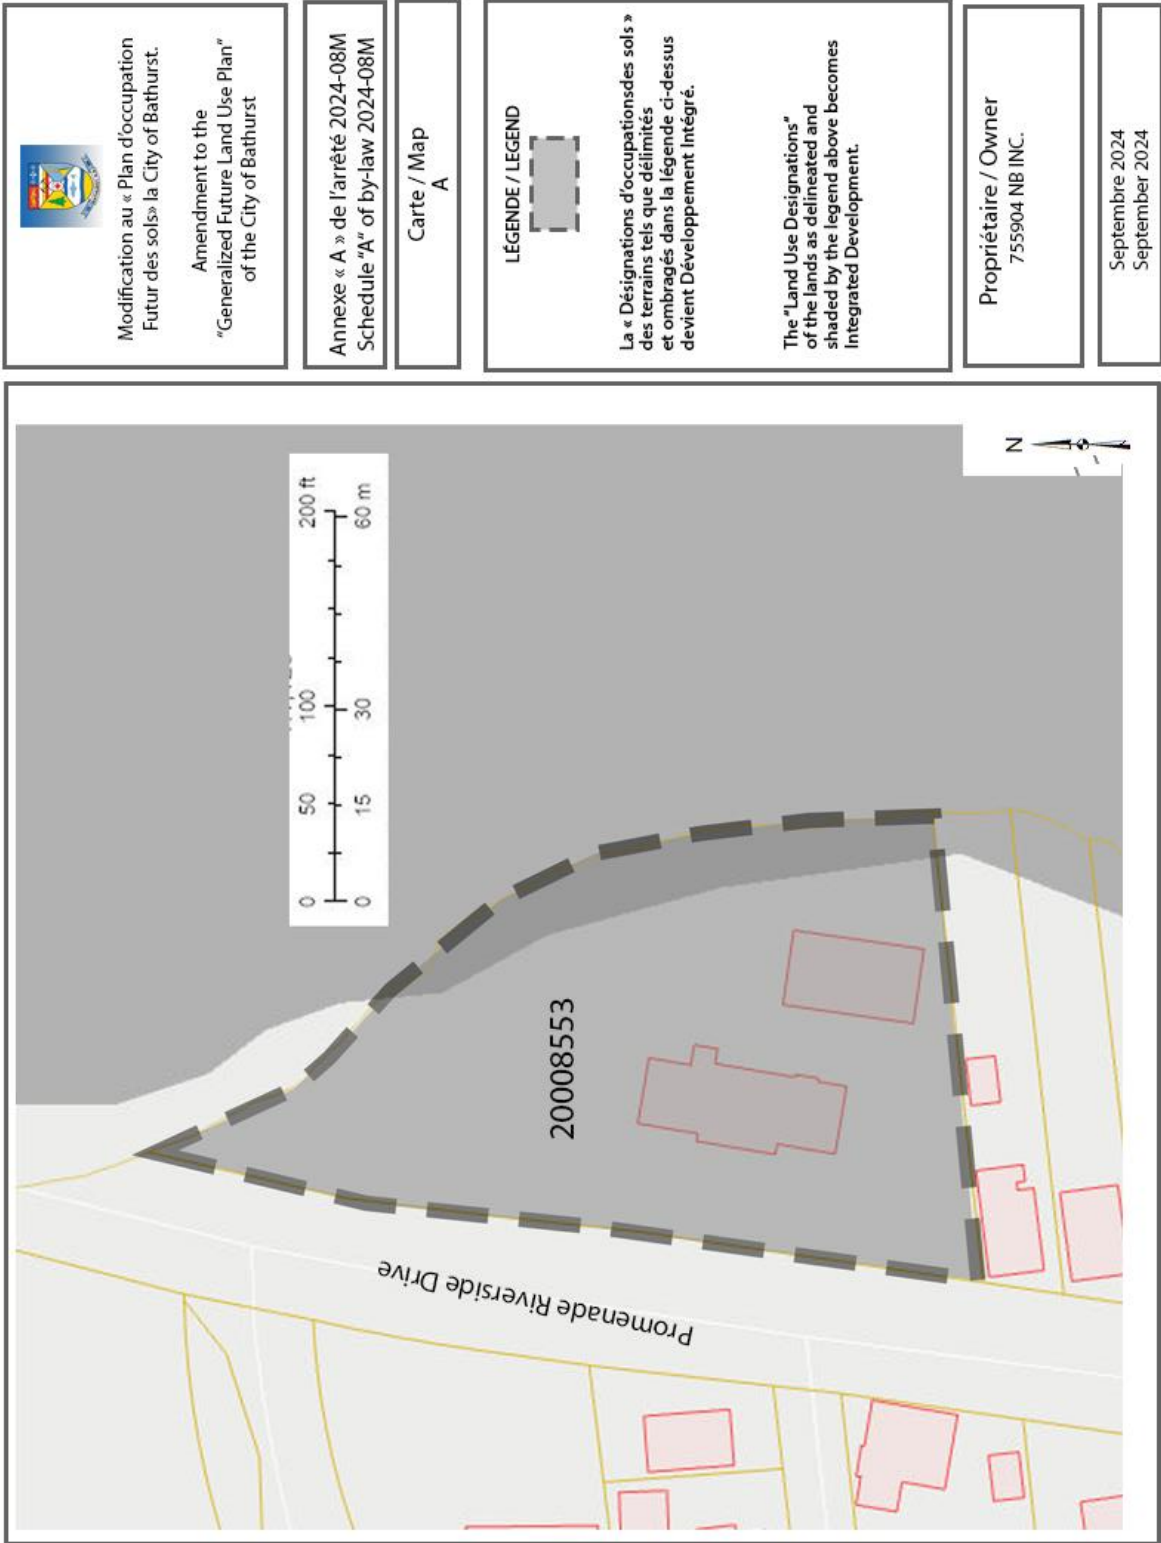 Modification au « Plan d'occupation
Futur des sols» la City of Bathurst.
Amendment to the
"Generalized Future Land Use Plan"
of the City of Bathurst
Annexe « A » de l'arrêté 2024-08M
Schedule "A" of by-law 2024-08M
Carte / Map
A
LÉGENDE / LEGEND
La « Désignations d'occupationsdes sols »
des terrains tels que délimités
et ombragés dans la légende ci-dessus
devient Développement Intégré.
The "Land Use Designations"
of the lands as delineated and
shaded by the legend above becomes
Integrated Development.
Propriétaire / Owner
755904 NB INC.
Septembre 2024
September 2024
0 50 100 200 ft
0 15 30 60 m
N
20008553
Promenade Riverside Drive